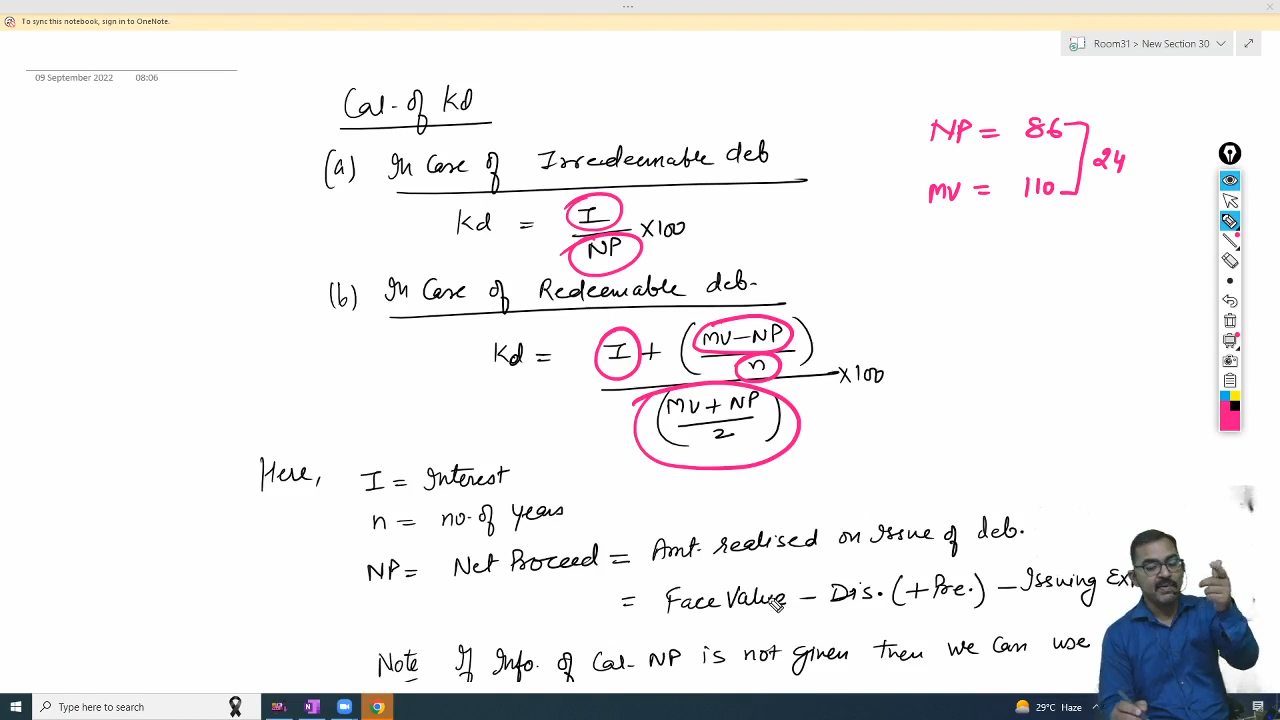 To sync this notebook, sign in to OneNote.
Room31 > New Section 30
09 September 2022 08:06
Cal. of Kd
(a) In Case of Irredeemable deb
Kd = I/NP X100
NP = 86
MV = 110
24
(b) In Case of Redeemable deb.
Kd = I + (MV-NP/n) / (MV+NP/2) X100
Here, I = Interest
n = no. of years
NP = Net Proceed = Amt. realised on Issue of deb.
= Face Value - Dis. (+Pre.) - Issuing
Note If Info. of Cal. NP is not given then we can use
Type here to search
29°C Haze